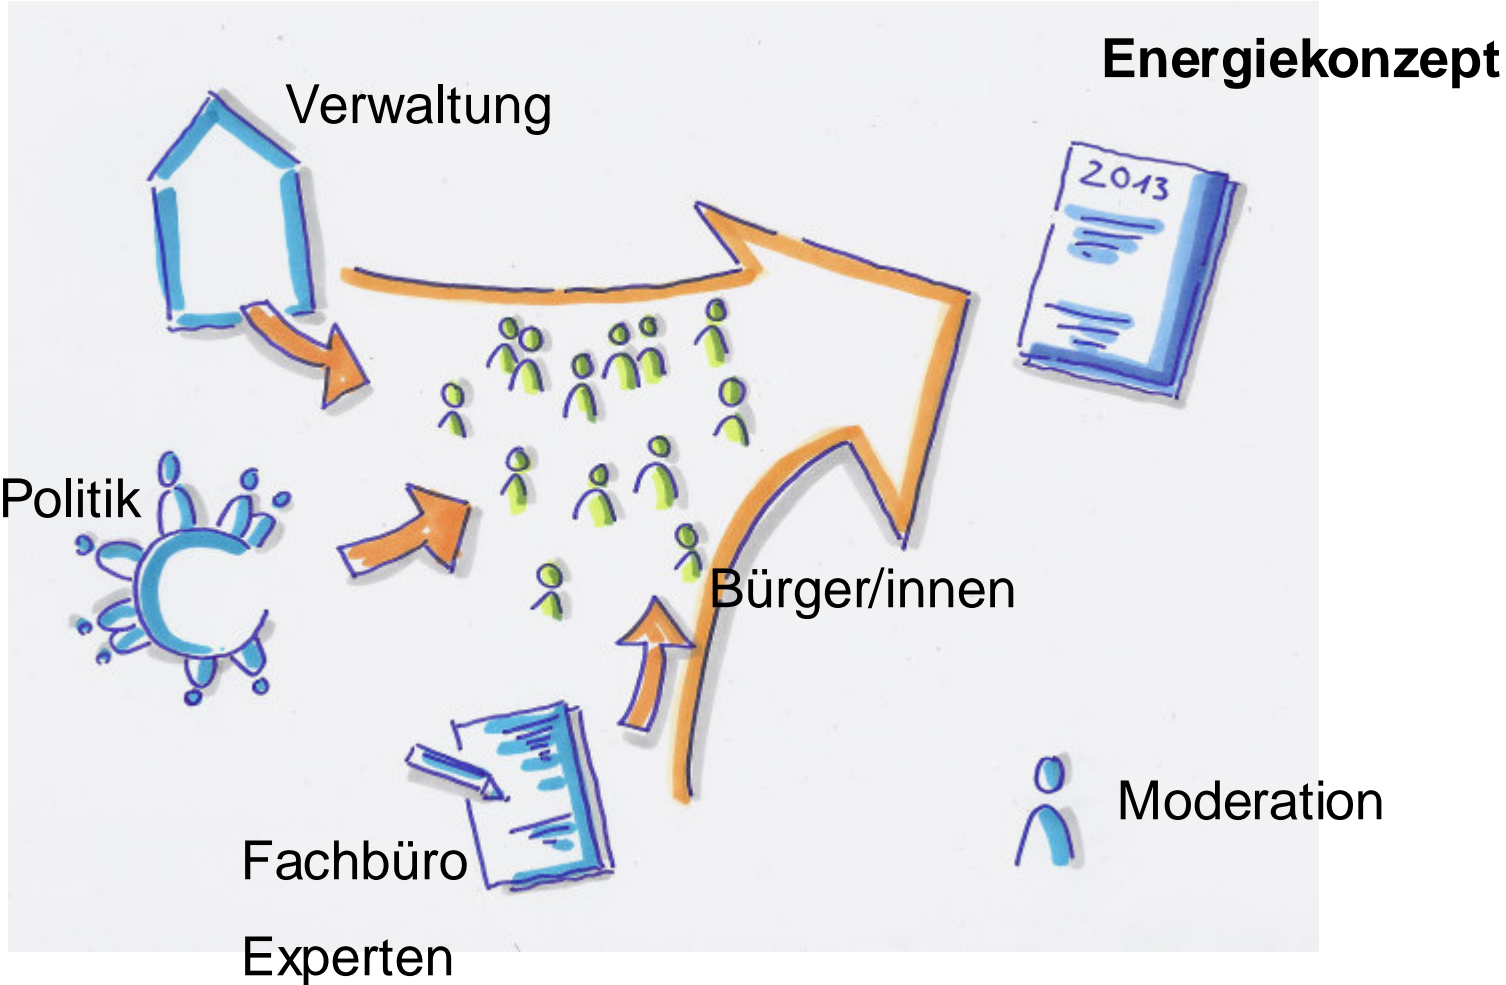 Energiekonzept
Verwaltung
2013
Politik
Bürger/innen
Moderation
Fachbüro
Experten